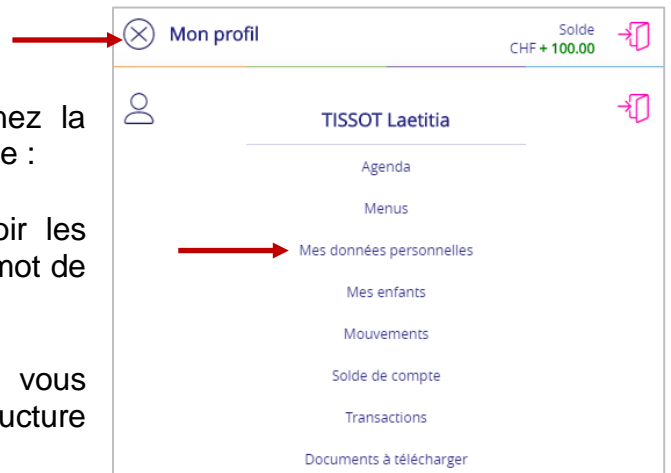 Mon profil
Solde
CHF + 100.00
nez la
e :
oir les
mot de
vous
ucture
TISSOT Laetitia
Agenda
Menus
Mes données personnelles
Mes enfants
Mouvements
Solde de compte
Transactions
Documents à télécharger